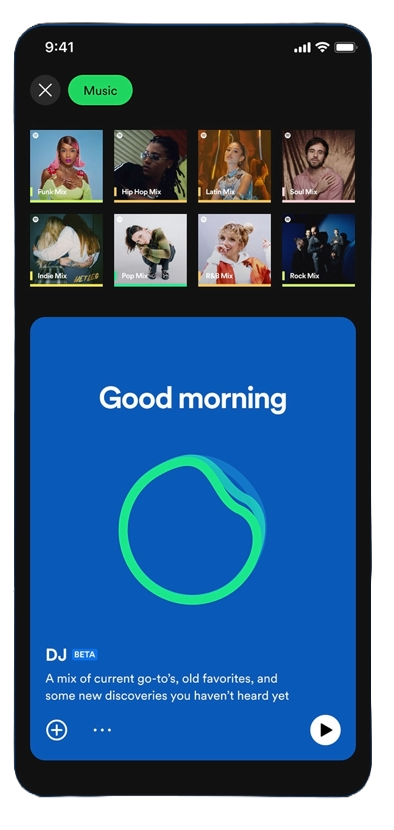 9:41
Music
Funk Mix
Hip Hop Mix
Latin Mix
Soul Mix
Indie Mix
Pop Mix
R&B Mix
Rock Mix
Good morning
DJ BETA
A mix of current go-to's, old favorites, and
some new discoveries you haven't heard yet